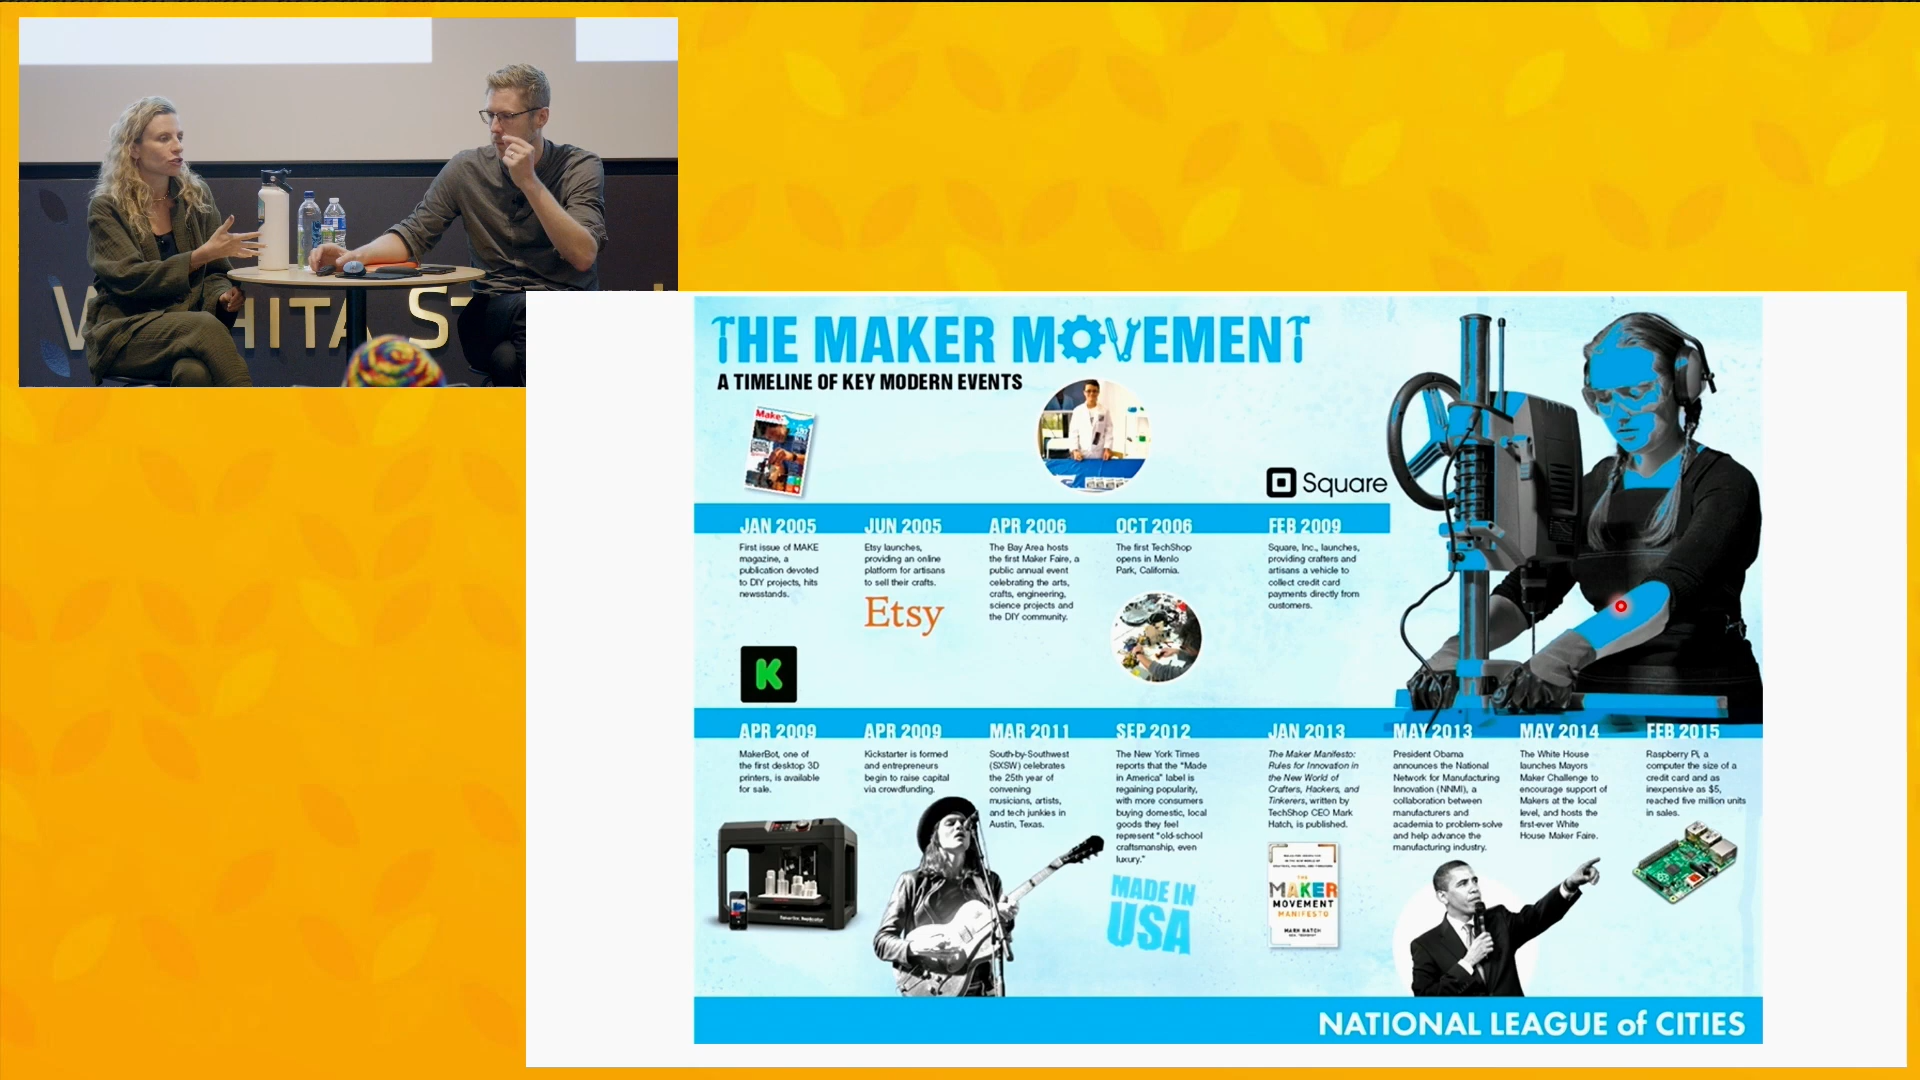 WICHITA ST
THE MAKER MOVEMENT
A TIMELINE OF KEY MODERN EVENTS
Make:
Square
JAN 2005
First issue of MAKE
magazine, a
publication devoted
to DIY projects, hits
newsstands.
JUN 2005
Etsy launches,
providing an online
platform for artisans
to sell their crafts.
Etsy
APR 2006
The Bay Area hosts
the first Maker Faire, a
public annual event
celebrating the arts,
crafts, engineering,
science projects and
the DIY community.
OCT 2006
The first TechShop
opens in Menlo
Park, California.
FEB 2009
Square, Inc., launches,
providing crafters and
artisans a vehicle to
collect credit card
payments directly from
customers.
K
APR 2009
MakerBot, one of
the first desktop 3D
printers, is available
for sale.
APR 2009
Kickstarter is formed
and entrepreneurs
begin to raise capital
via crowdfunding.
MAR 2011
South-by-Southwest
(SXSW) celebrates
the 25th year of
convening
musicians, artists,
and tech junkies in
Austin, Texas.
SEP 2012
The New York Times
reports that the "Made
in America" label is
regaining popularity,
with more consumers
buying domestic, local
goods they feel
represent "old-school
craftsmanship, even
luxury."
MADE IN
USA
JAN 2013
The Maker Manifesto:
Rules for Innovation in
the New World of
Crafters, Hackers, and
Tinkerers, written by
TechShop CEO Mark
Hatch, is published.
THE
MAKER
MOVEMENT
MANIFESTO
MARK HATCH
MAY 2013
President Obama
announces the National
Network for Manufacturing
Innovation (NNMI), a
collaboration between
manufacturers and
academia to problem-solve
and help advance the
manufacturing industry.
MAY 2014
The White House
launches Mayors
Maker Challenge to
encourage support of
Makers at the local
level, and hosts the
first-ever White
House Maker Faire.
FEB 2015
Raspberry Pi, a
computer the size of a
credit card and as
inexpensive as $5,
reached five million units
in sales.
NATIONAL LEAGUE of CITIES